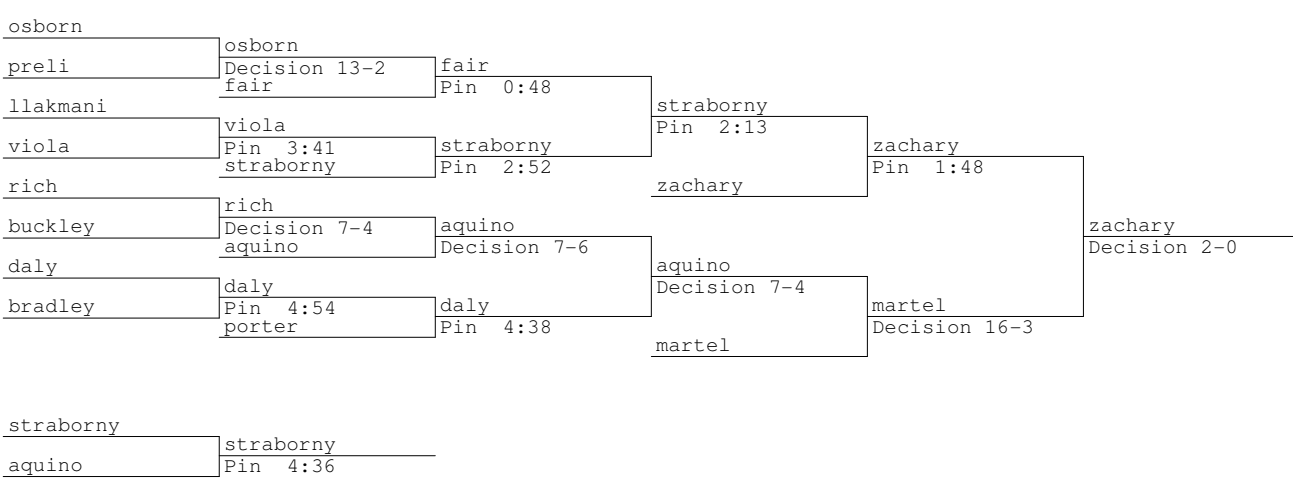 osborn
preli
llakmani
viola
rich
buckley
daly
bradley
osborn
Decision 13-2
fair
viola
Pin 3:41
straborny
rich
Decision 7-4
aquino
daly
Pin 4:54
porter
fair
Pin 0:48
straborny
Pin 2:52
aquino
Decision 7-6
daly
Pin 4:38
straborny
Pin 2:13
zachary
aquino
Decision 7-4
martel
zachary
Pin 1:48
martel
Decision 16-3
zachary
Decision 2-0
straborny
aquino
straborny
Pin 4:36